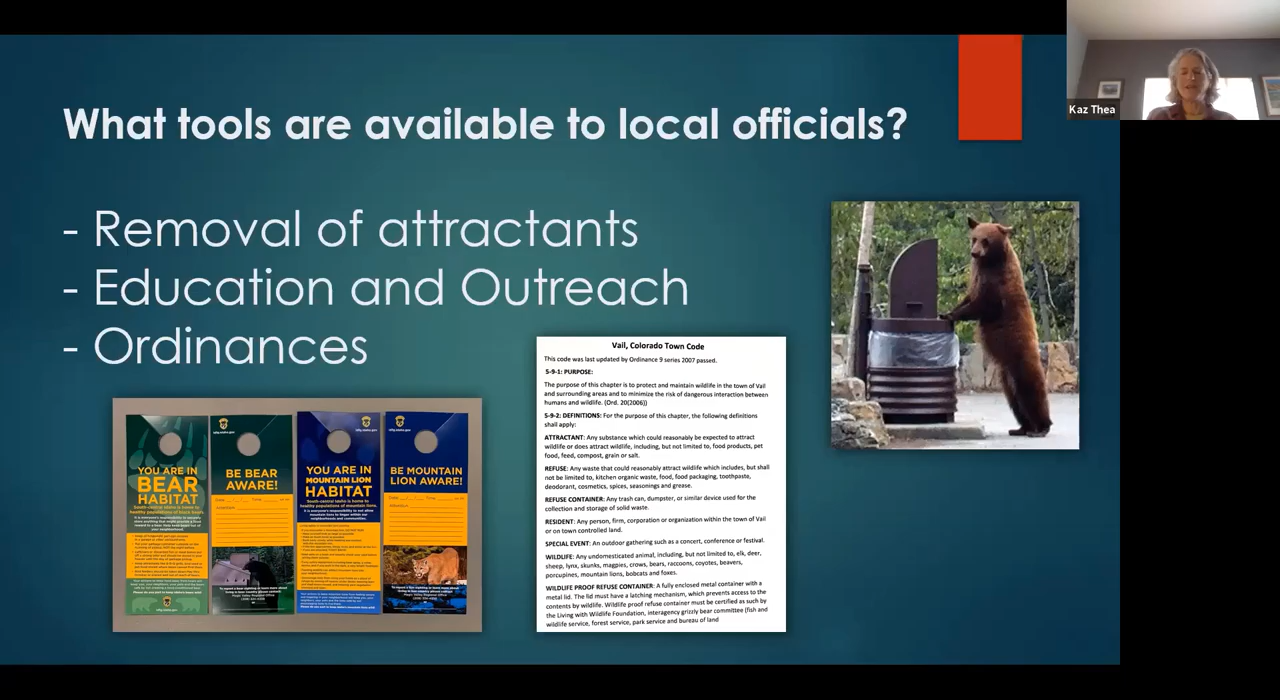 Kaz Thea
What tools are available to local officials?
- Removal of attractants
- Education and Outreach
- Ordinances
YOU ARE IN
BEAR
HABITAT
BE BEAR
AWARE!
YOU ARE IN
MOUNTAIN LION
HABITAT
BE MOUNTAIN
LION AWARE!
Vail, Colorado Town Code
This code was last updated by Ordinance 9 series 2007 passed.
5-9-1: PURPOSE:
The purpose of this chapter is to protect and maintain wildlife in the town of Vail
and surrounding areas and to minimize the risk of dangerous interaction between
humans and wildlife. (Ord. 20(2006))
5-9-2: DEFINITIONS: For the purpose of this chapter, the following definitions
shall apply:
ATTRACTANT: Any substance which could reasonably be expected to attract
wildlife or does attract wildlife, including, but not limited to, food products, pet
food, feed, compost, grain or salt.
REFUSE: Any waste that could reasonably attract wildlife which includes, but shall
not be limited to, kitchen organic waste, food, food packaging, toothpaste,
deodorant, cosmetics, spices, seasonings and grease.
REFUSE CONTAINER: Any trash can, dumpster, or similar device used for the
collection and storage of solid waste.
RESIDENT: Any person, firm, corporation or organization within the town of Vail
or on town controlled land.
SPECIAL EVENT: An outdoor gathering such as a concert, conference or festival.
WILDLIFE: Any undomesticated animal, including, but not limited to, elk, deer,
sheep, lynx, skunks, magpies, crows, bears, raccoons, coyotes, beavers,
porcupines, mountain lions, bobcats and foxes.
WILDLIFE PROOF REFUSE CONTAINER: A fully enclosed metal container with a
metal lid. The lid must have a latching mechanism, which prevents access to the
contents by wildlife. Wildlife proof refuse container must be certified as such by
the Living with Wildlife Foundation, interagency grizzly bear committee (fish and
wildlife service, forest service, park service and bureau of land